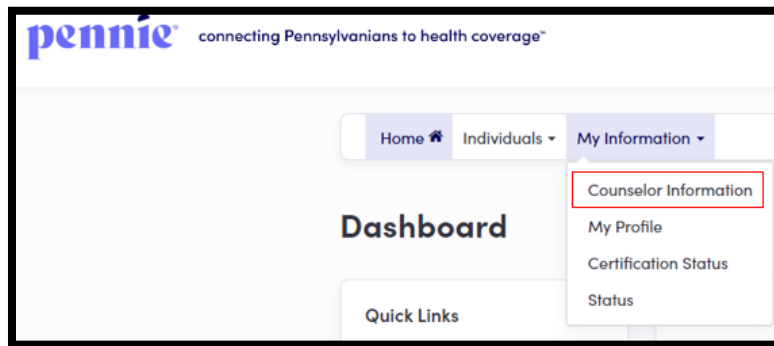 pennie® connecting Pennsylvanians to health coverage™
Home Individuals My Information
Counselor Information
My Profile
Certification Status
Status
Dashboard
Quick Links